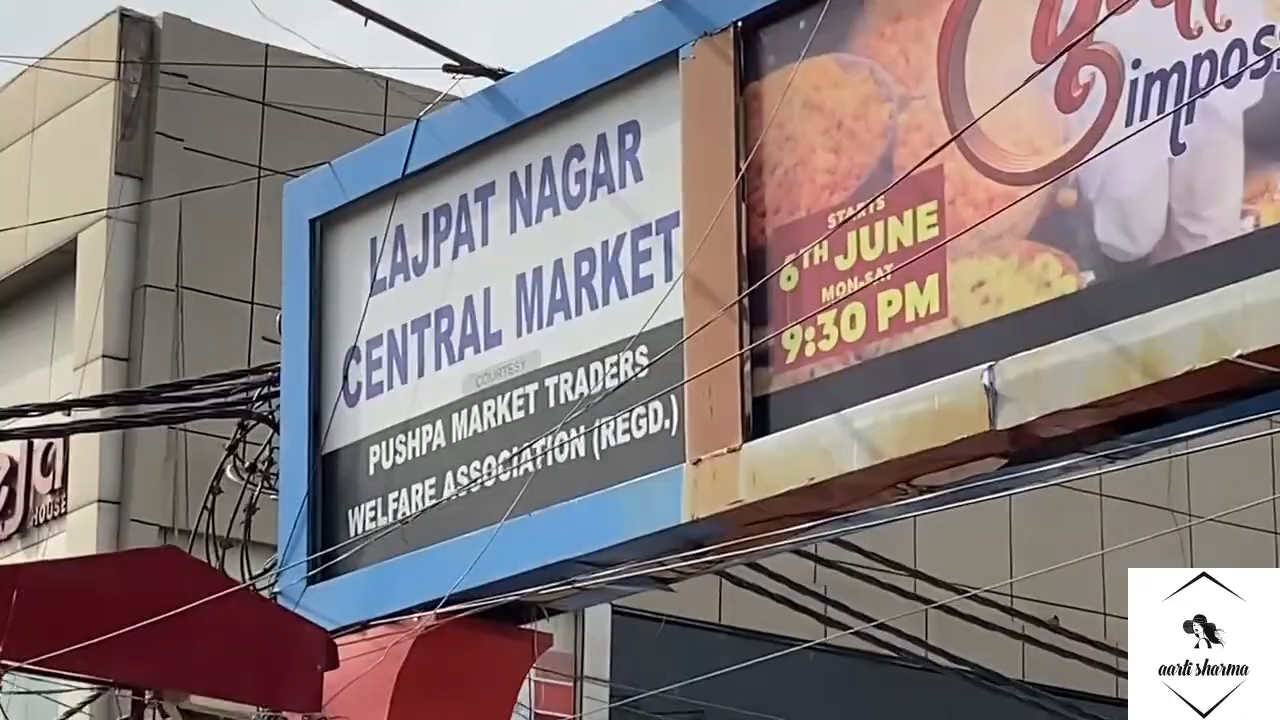 LAJPAT NAGAR
CENTRAL MARKET
COURTESY
PUSHPA MARKET TRADERS
WELFARE ASSOCIATION (REGD.)
STARTS
6TH JUNE
MON-SAT
9:30 PM
HOUSE
aarti sharma